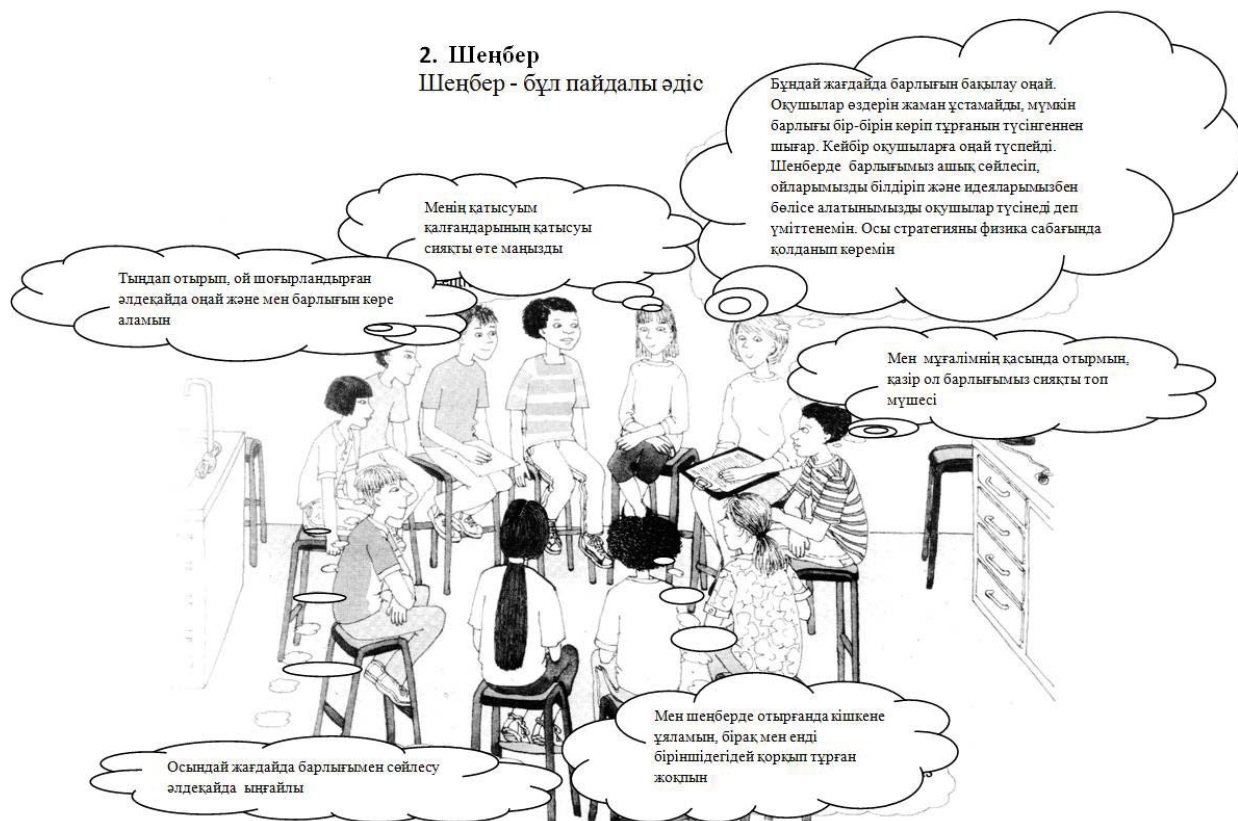 2. Шеңбер
Шеңбер - бұл пайдалы әдіс
Бұндай жағдайда барлығын бақылау оңай.
Оқушылар өздерін жаман ұстамайды, мүмкін
барлығы бір-бірін көріп тұрғанын түсінгеннен
шығар. Кейбір оқушыларға оңай түспейді.
Шенберде барлығымыз ашық сөйлесіп,
ойларымызды білдіріп және идеяларымызбен
бөлісе алатынымызды оқушылар түсінеді деп
үміттенемін. Осы стратегияны физика сабағында
қолданып көремін
Менің қатысуым
қалғандарының қатысуы
сияқты өте маңызды
Тыңдап отырып, ой шоғырландырған
әлдеқайда оңай және мен барлығын көре
аламын
Мен мұғалімнің қасында отырмын,
қазір ол барлығымыз сияқты топ
мүшесі
Мен шеңберде отырғанда кішкене
ұяламын, бірақ мен енді
біріншідегідей қорқып тұрған
жоқпын
Осындай жағдайда барлығымен сөйлесу
әлдеқайда ыңғайлы